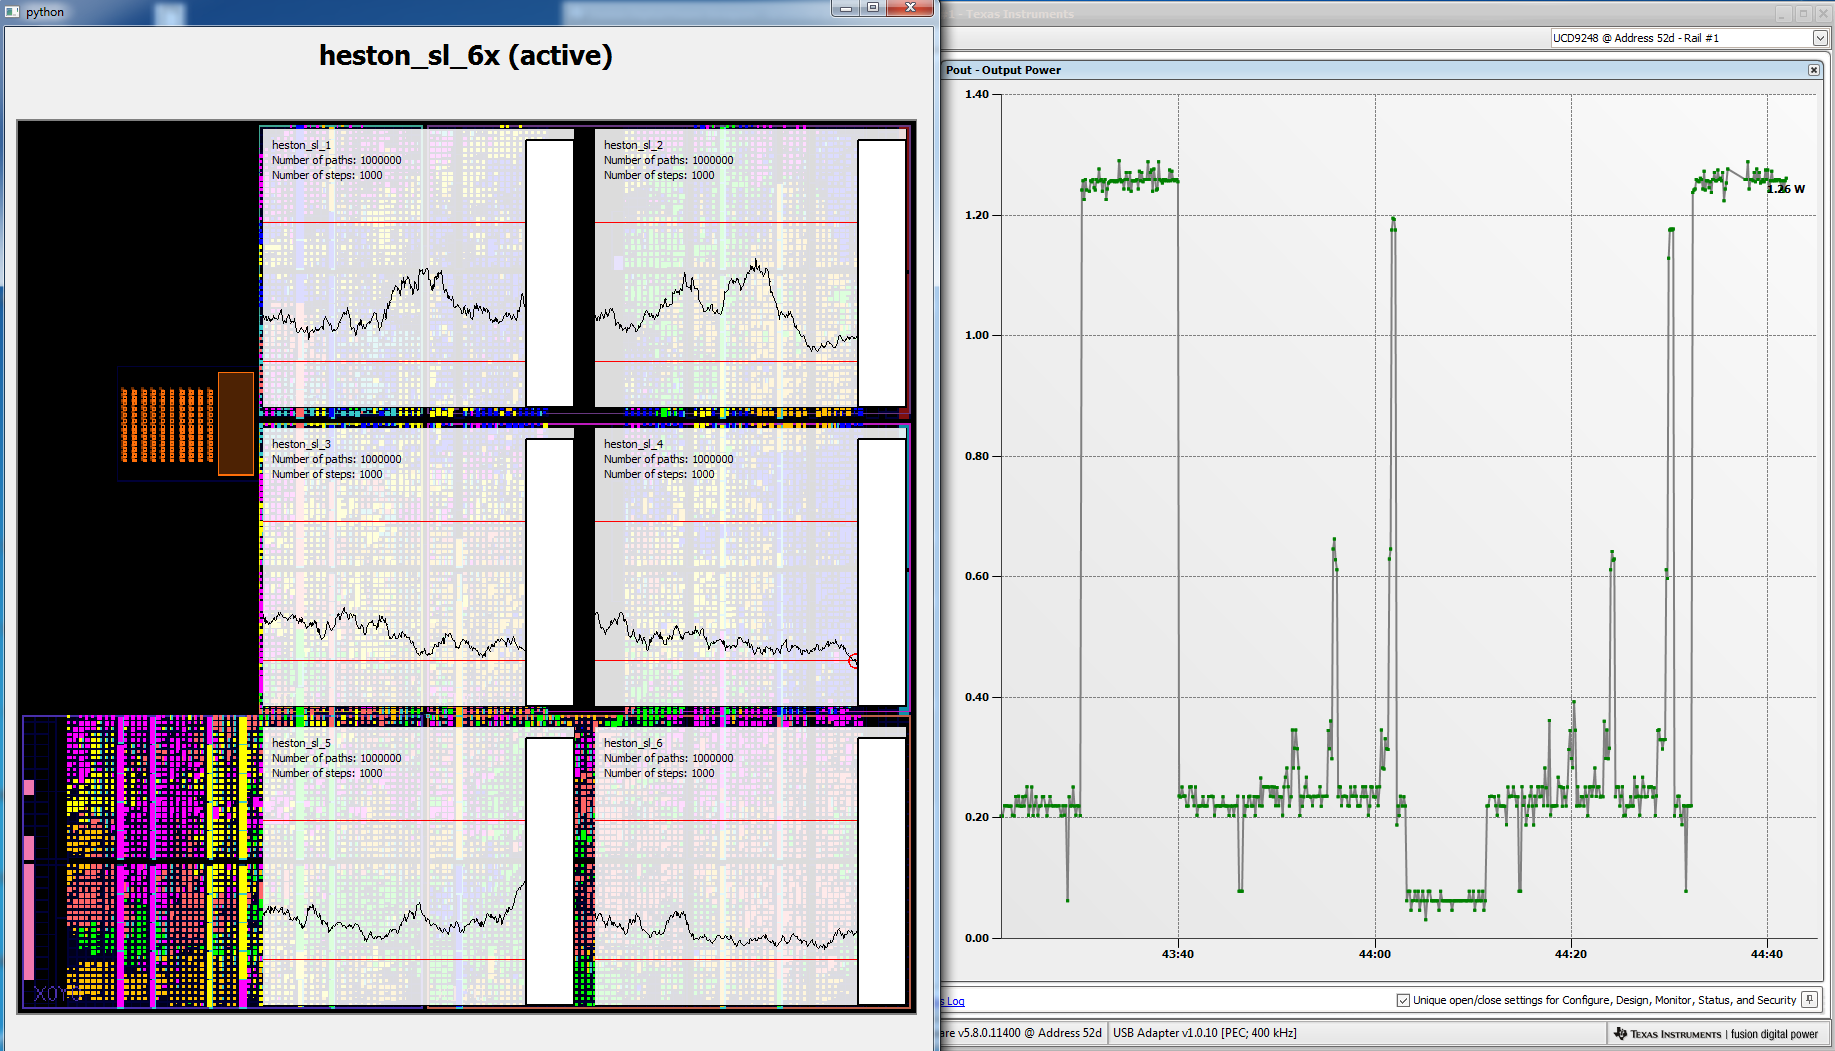 python
heston_sl_6x (active)
heston_sl_1
Number of paths: 1000000
Number of steps: 1000
heston_sl_2
Number of paths: 1000000
Number of steps: 1000
heston_sl_3
Number of paths: 1000000
Number of steps: 1000
heston_sl_4
Number of paths: 1000000
Number of steps: 1000
heston_sl_5
Number of paths: 1000000
Number of steps: 1000
heston_sl_6
Number of paths: 1000000
Number of steps: 1000
- Texas Instruments
UCD9248 @ Address 52d - Rail #1
Pout - Output Power
1.40
1.20
1.00
0.80
0.60
0.40
0.20
0.00
1.26 W
43:40
44:00
44:20
44:40
s Log
Unique open/close settings for Configure, Design, Monitor, Status, and Security
are v5.8.0.11400 @ Address 52d
USB Adapter v1.0.10 [PEC; 400 kHz]
TEXAS INSTRUMENTS | fusion digital power